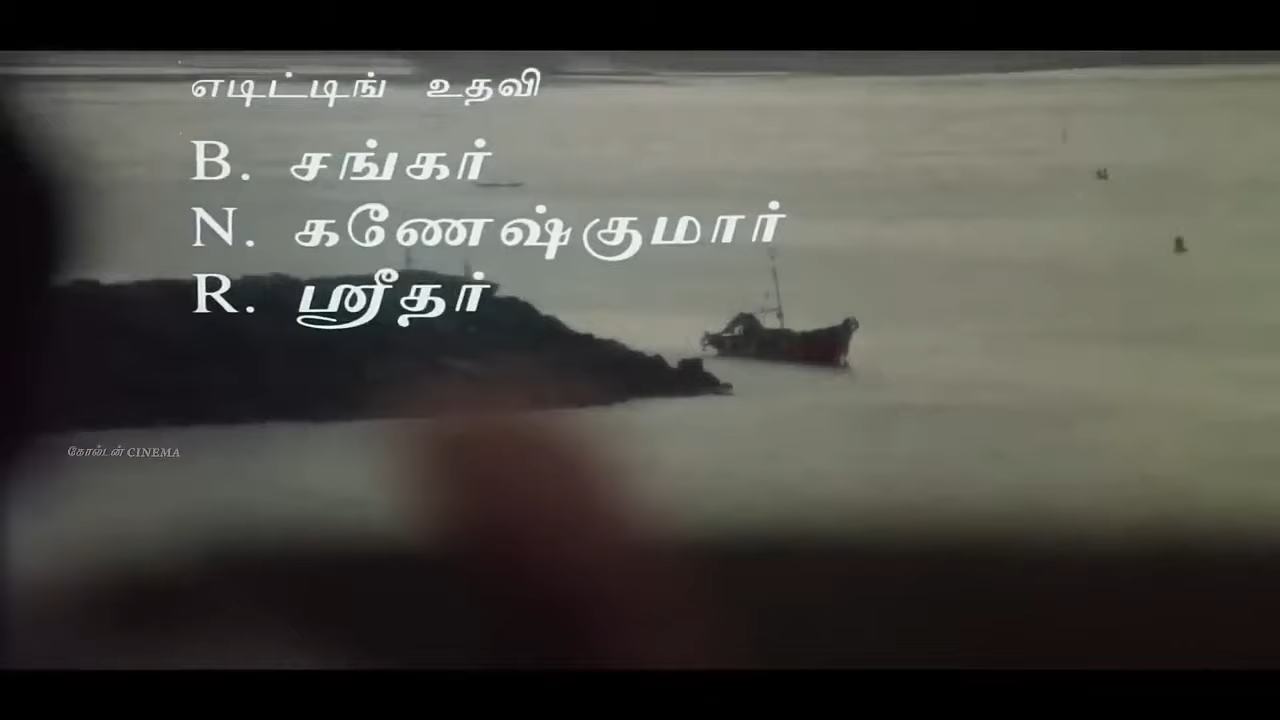 எடிட்டிங் உதவி
B. சங்கர்
N. கணேஷ்குமார்
R. ஸ்ரீதர்
கோல்டன் CINEMA